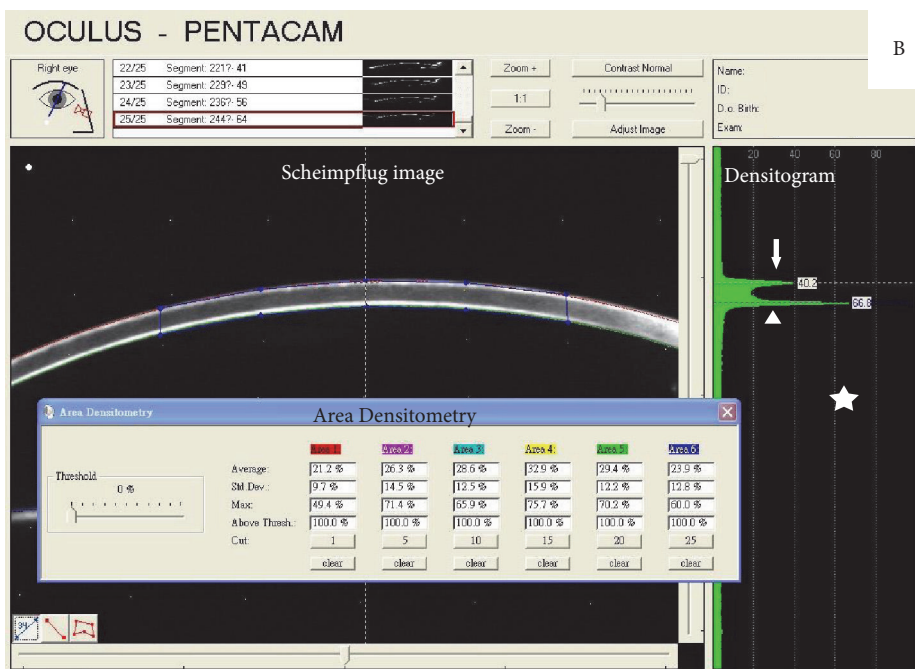 OCULUS - PENTACAM
B
Right eye
22/25 Segment: 221?- 41
23/25 Segment: 229?- 49
24/25 Segment: 236?- 56
25/25 Segment: 244?- 64
Zoom +
1:1
Zoom -
Contrast Normal
Adjust Image
Name:
ID:
D.o. Birth:
Exam:
Scheimpflug image
20 40 60 80
Densitogram
40.2
66.8
Area Densitometry
Area Densitometry
Threshold
0 %
Area 1: Area 2: Area 3: Area 4: Area 5: Area 6:
Average: 21.2 % 26.3 % 28.6 % 32.9 % 29.4 % 23.9 %
Std.Dev.: 9.7 % 14.5 % 12.5 % 15.9 % 12.2 % 12.8 %
Max: 49.4 % 71.4 % 65.9 % 75.7 % 70.2 % 60.0 %
Above Thresh.: 100.0 % 100.0 % 100.0 % 100.0 % 100.0 % 100.0 %
Cut: 1 5 10 15 20 25
clear clear clear clear clear clear